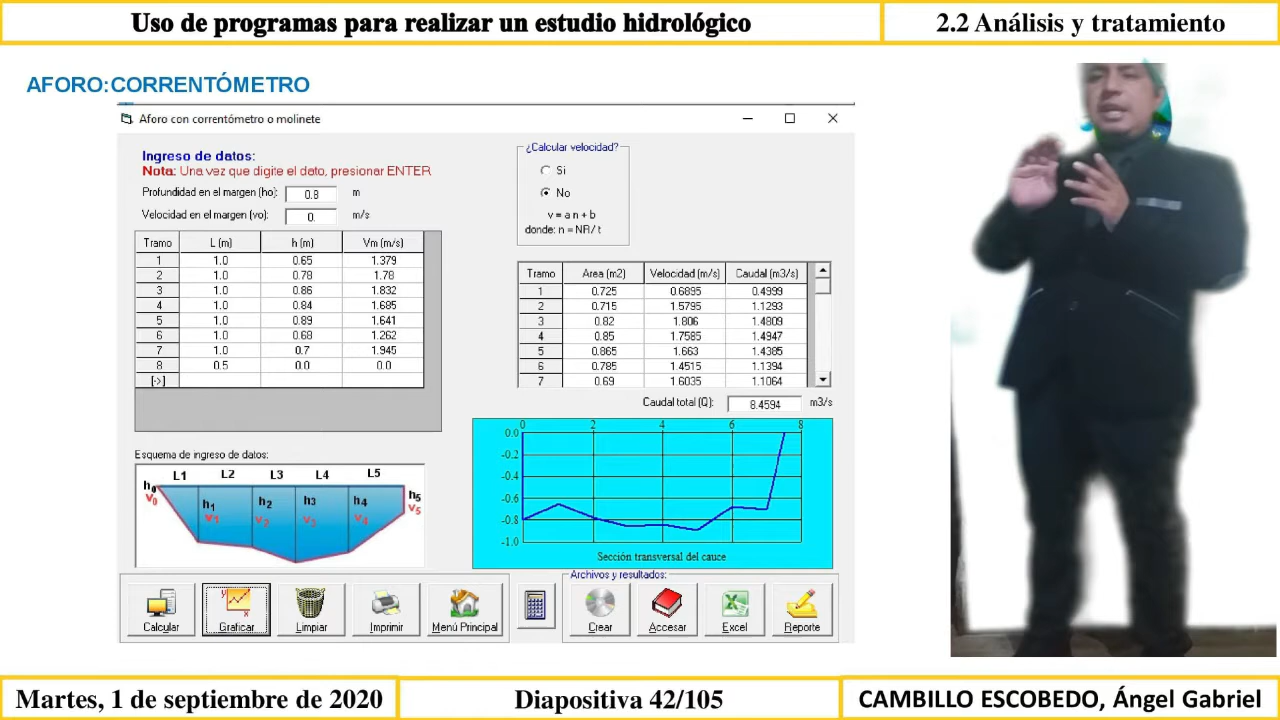 Uso de programas para realizar un estudio hidrológico
2.2 Análisis y tratamiento
AFORO:CORRENTÓMETRO
Aforo con correntómetro o molinete
Ingreso de datos:
Nota: Una vez que digite el dato, presionar ENTER
Profundidad en el margen (ho): 0.8 m
Velocidad en el margen (vo): 0. m/s
¿Calcular velocidad?
Si
No
v = a n + b
donde: n = NR/ t
Tramo L (m) h (m) Vm (m/s)
1 1.0 0.65 1.379
2 1.0 0.78 1.78
3 1.0 0.86 1.832
4 1.0 0.84 1.685
5 1.0 0.89 1.641
6 1.0 0.68 1.262
7 1.0 0.7 1.945
8 0.5 0.0 0.0
[->]
Tramo Area (m2) Velocidad (m/s) Caudal (m3/s)
1 0.725 0.6895 0.4999
2 0.715 1.5795 1.1293
3 0.82 1.806 1.4809
4 0.85 1.7585 1.4947
5 0.865 1.663 1.4385
6 0.785 1.4515 1.1394
7 0.69 1.6035 1.1064
Caudal total (Q): 8.4594 m3/s
Esquema de ingreso de datos:
L1 L2 L3 L4 L5
h0 h1 h2 h3 h4 h5
v0 v1 v2 v3 v4 v5
0 2 4 6 8
0.0
-0.2
-0.4
-0.6
-0.8
-1.0
Sección transversal del cauce
Archivos y resultados:
Calcular Graficar Limpiar Imprimir Menú Principal Crear Accesar Excel Reporte
Martes, 1 de septiembre de 2020
Diapositiva 42/105
CAMBILLO ESCOBEDO, Ángel Gabriel